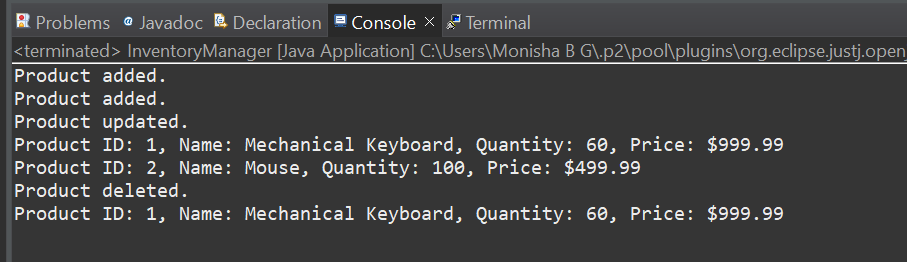 Problems @ Javadoc Declaration Console × Terminal
<terminated> InventoryManager [Java Application] C:\Users\Monisha B G\.p2\pool\plugins\org.eclipse.justj.open
Product added.
Product added.
Product updated.
Product ID: 1, Name: Mechanical Keyboard, Quantity: 60, Price: $999.99
Product ID: 2, Name: Mouse, Quantity: 100, Price: $499.99
Product deleted.
Product ID: 1, Name: Mechanical Keyboard, Quantity: 60, Price: $999.99